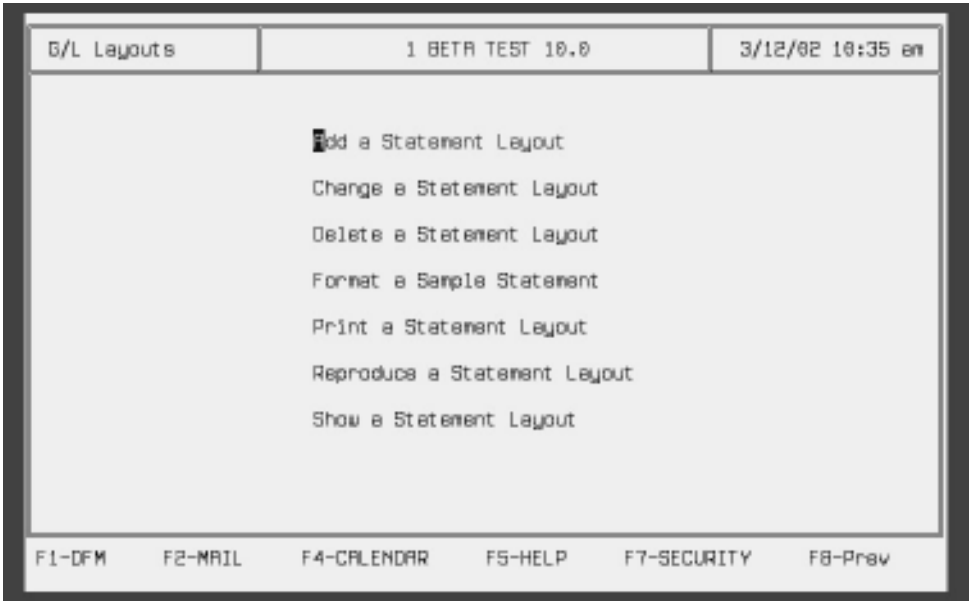 G/L Layouts 1 BETA TEST 10.0 3/12/02 10:35 am
Add a Statement Layout
Change a Statement Layout
Delete a Statement Layout
Format a Sample Statement
Print a Statement Layout
Reproduce a Statement Layout
Show a Statement Layout
F1-DFM F2-MAIL F4-CALENDAR F5-HELP F7-SECURITY F8-Prev